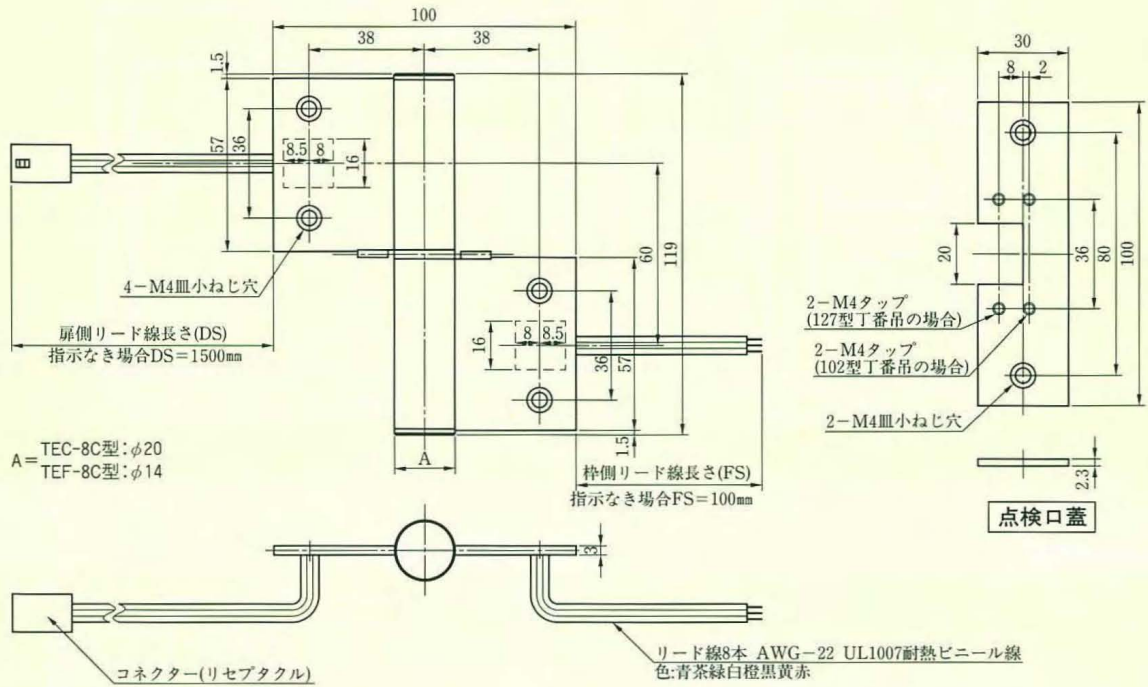 100
38
38
1.5
57
36
8.5
8
16
60
119
4-M4皿小ねじ穴
扉側リード線長さ(DS)
指示なき場合DS=1500mm
8
8.5
16
36
57
1.5
A
A=
TEC-8C型:φ20
TEF-8C型:φ14
枠側リード線長さ(FS)
指示なき場合FS=100mm
30
8
2
20
36
80
100
2-M4タップ
(127型丁番吊の場合)
2-M4タップ
(102型丁番吊の場合)
2-M4皿小ねじ穴
2.3
点検口蓋
3
コネクター(リセプタクル)
リード線8本 AWG-22 UL1007耐熱ビニール線
色:青茶緑白橙黒黄赤